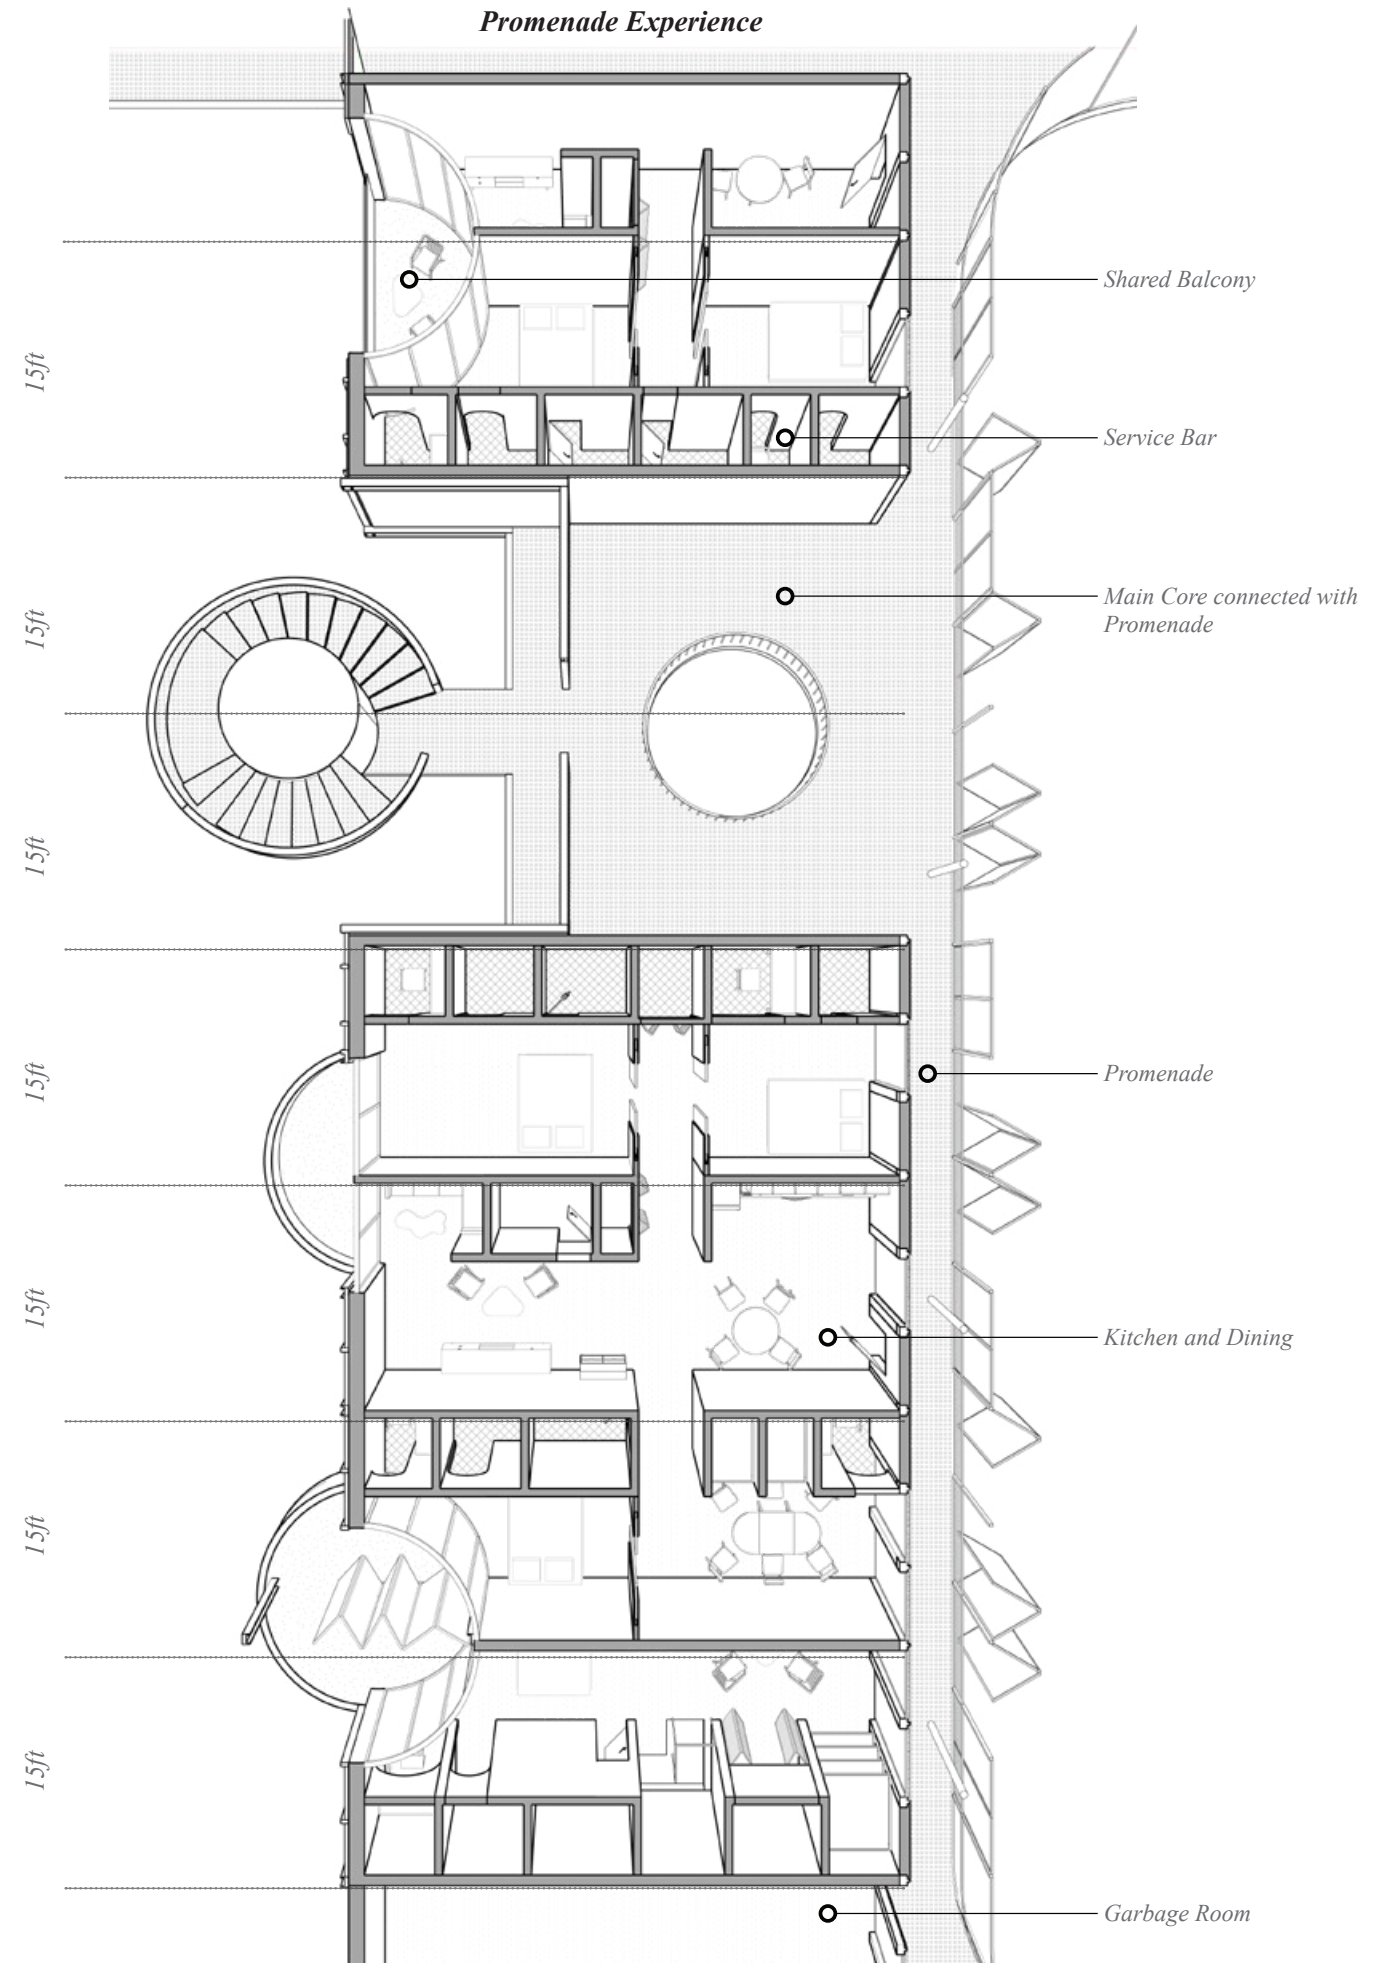 Promenade Experience
Shared Balcony
15ft
Service Bar
Main Core connected with
Promenade
15ft
15ft
Promenade
15ft
Kitchen and Dining
15ft
15ft
15ft
Garbage Room